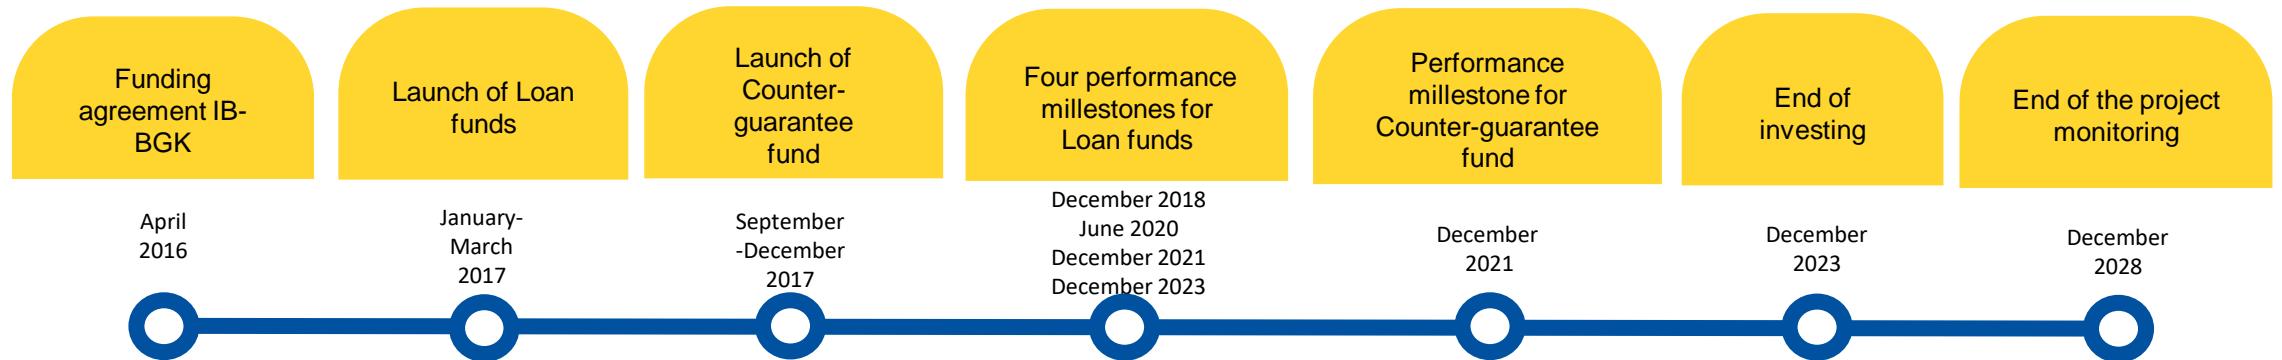 Funding
agreement IB-
BGK
Launch of Loan
funds
Launch of
Counter-
guarantee
fund
Four performance
millestones for
Loan funds
Performance
millestone for
Counter-guarantee
fund
End of
investing
End of the project
monitoring
April
2016
January-
March
2017
September
-December
2017
December 2018
June 2020
December 2021
December 2023
December
2021
December
2023
December
2028